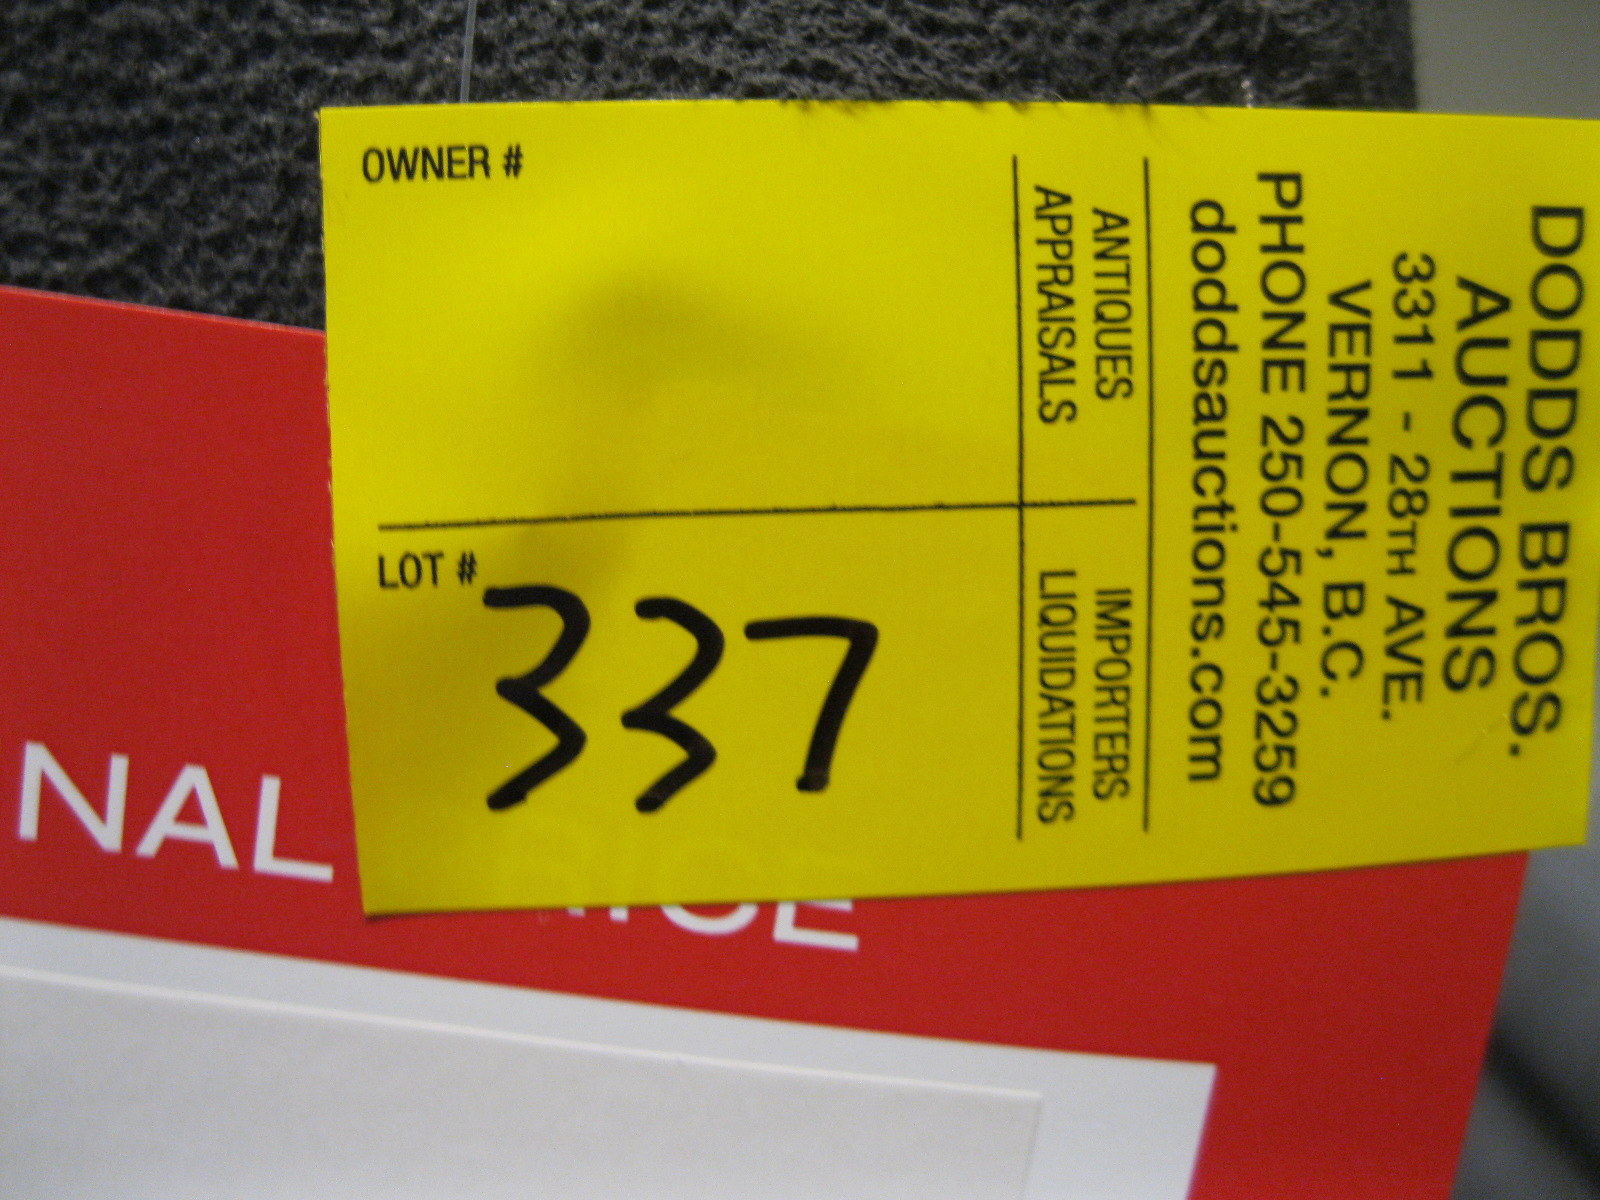 OWNER #
LOT #
337
DODDS BROS.
AUCTIONS
3311 - 28TH AVE.
VERNON, B.C.
PHONE 250-545-3259
doddsauctions.com
ANTIQUES
APPRAISALS
IMPORTERS
LIQUIDATIONS
NAL